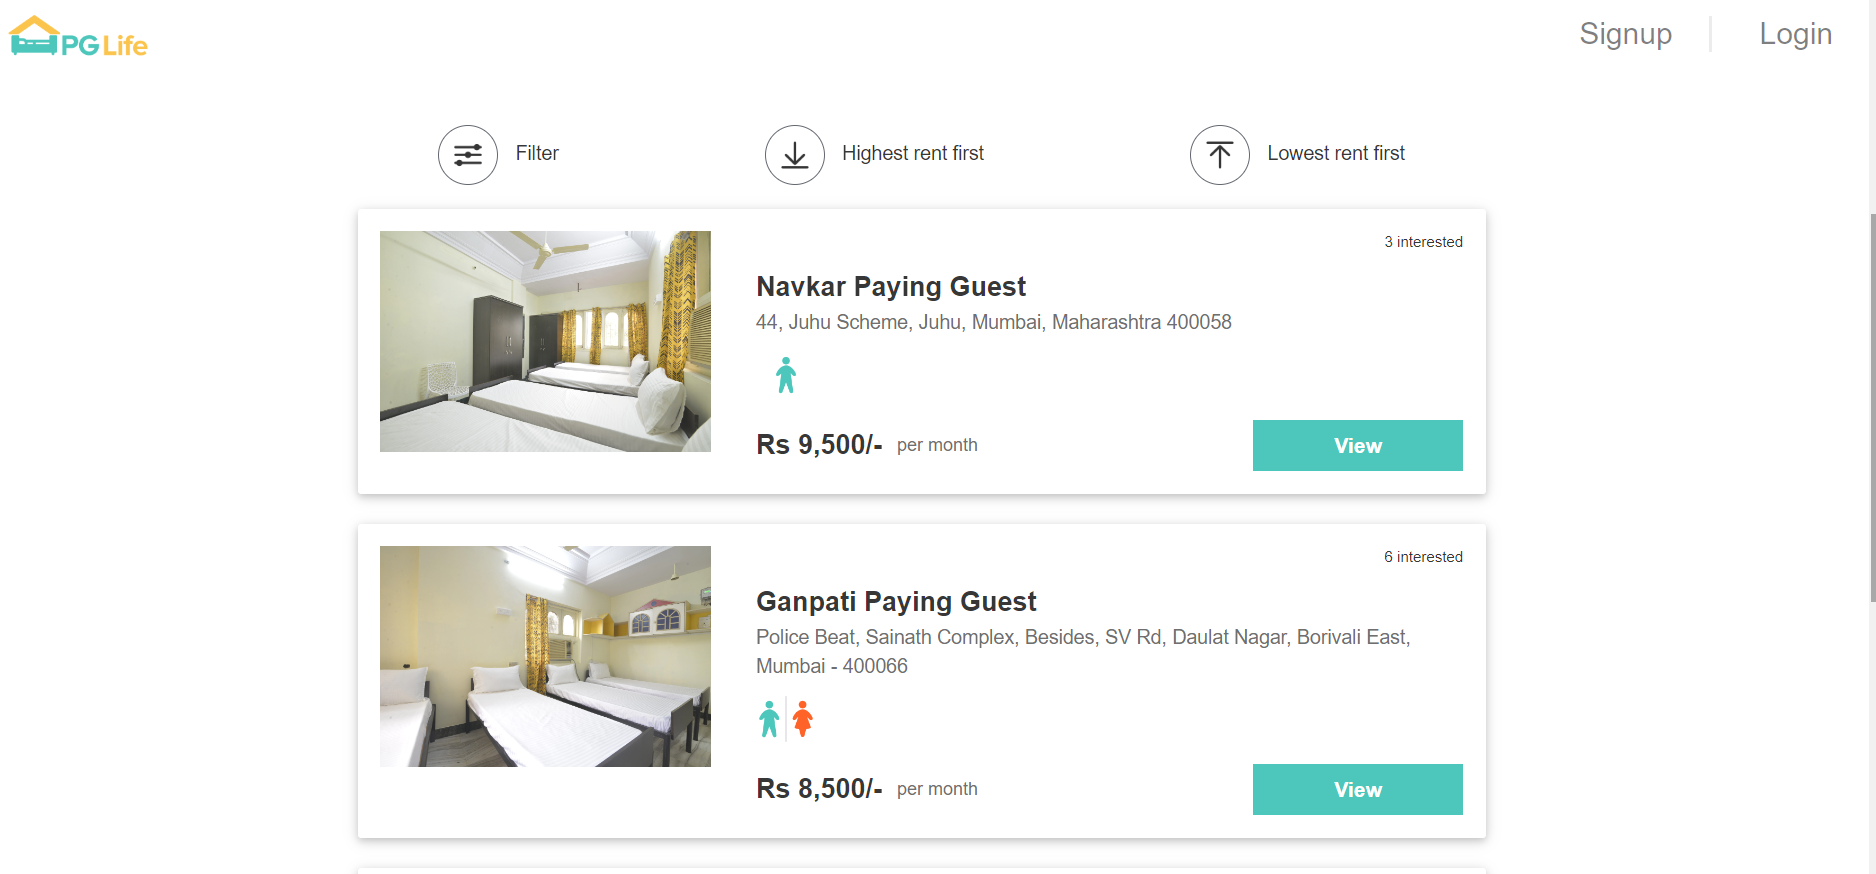 PG Life
Signup
Login
Filter
Highest rent first
Lowest rent first
3 interested
Navkar Paying Guest
44, Juhu Scheme, Juhu, Mumbai, Maharashtra 400058
Rs 9,500/- per month
View
6 interested
Ganpati Paying Guest
Police Beat, Sainath Complex, Besides, SV Rd, Daulat Nagar, Borivali East,
Mumbai - 400066
Rs 8,500/- per month
View